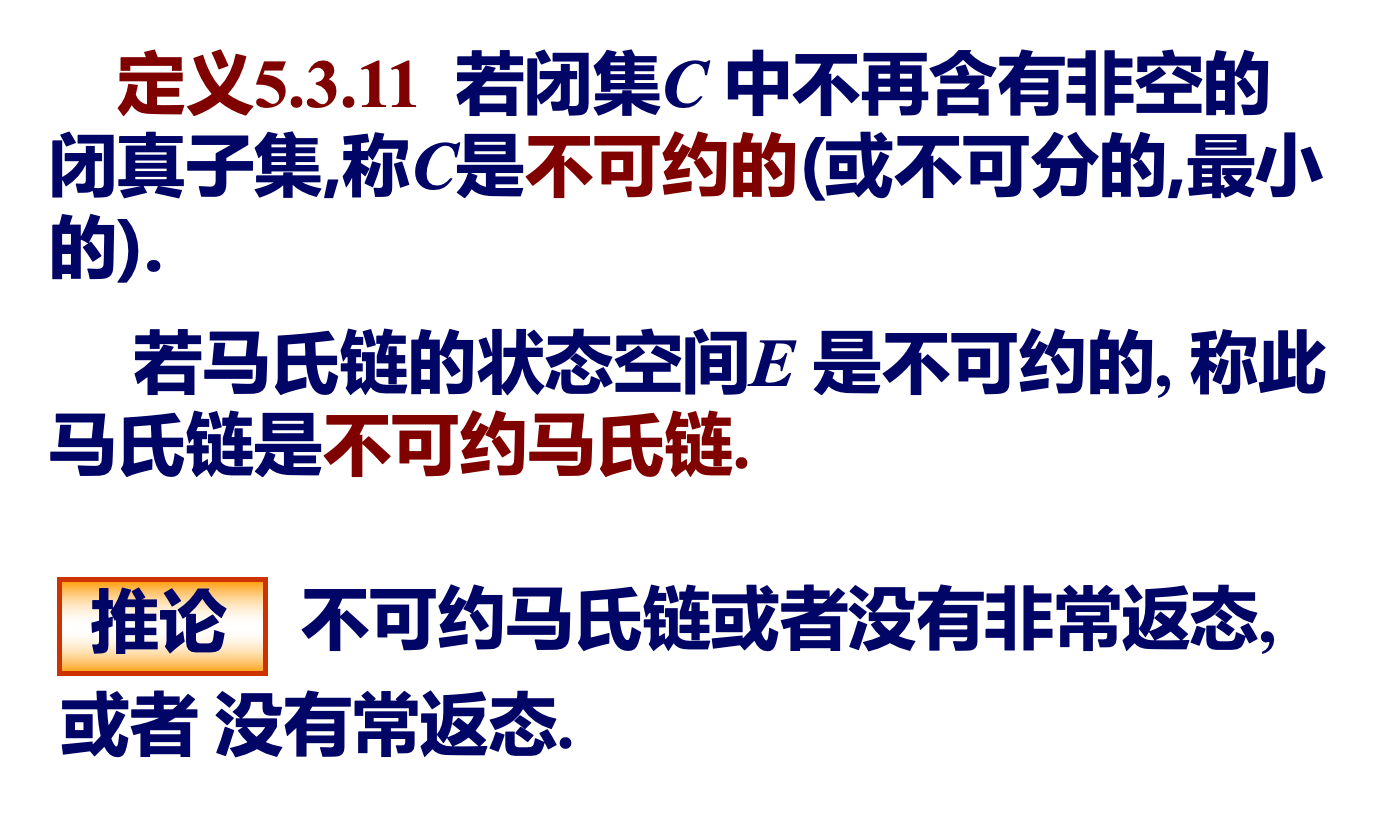 定义5.3.11 若闭集C 中不再含有非空的
闭真子集,称C是不可约的(或不可分的,最小
的).
若马氏链的状态空间E 是不可约的, 称此
马氏链是不可约马氏链.
推论 不可约马氏链或者没有非常返态,
或者 没有常返态.